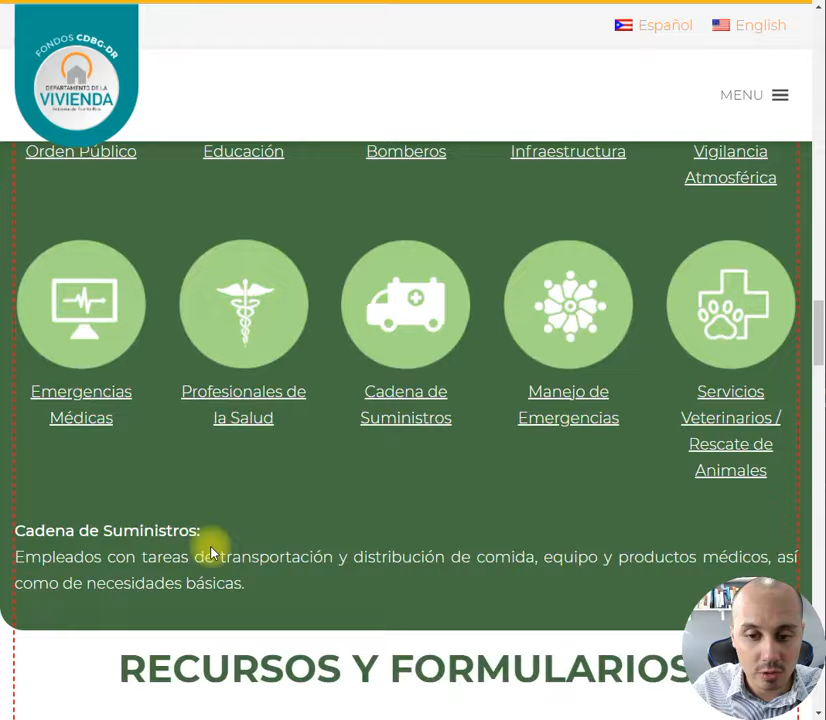 Español English
FONDOS CDBG-DR
DEPARTAMENTO DE LA
VIVIENDA
MENU
Orden Público Educación Bomberos Infraestructura Vigilancia
Atmosférica
Emergencias Profesionales de Cadena de Manejo de Servicios
Médicas la Salud Suministros Emergencias Veterinarios /
Rescate de
Animales
Cadena de Suministros:
Empleados con tareas de transportación y distribución de comida, equipo y productos médicos, así
como de necesidades básicas.
RECURSOS Y FORMULARIOS